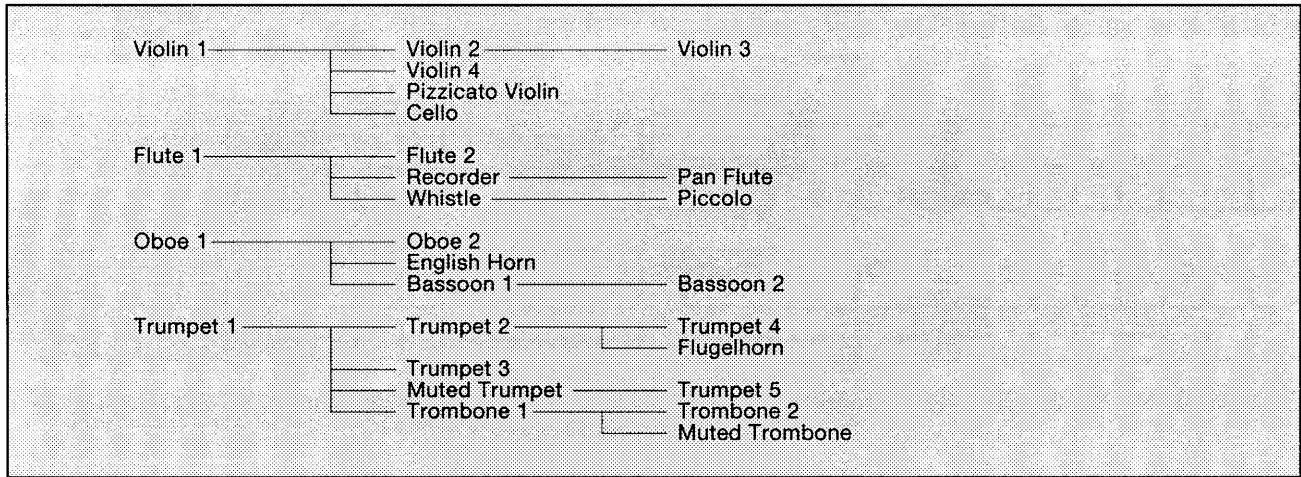 Violin 1 Violin 2 Violin 3
Violin 4
Pizzicato Violin
Cello
Flute 1 Flute 2
Recorder Pan Flute
Whistle Piccolo
Oboe 1 Oboe 2
English Horn
Bassoon 1 Bassoon 2
Trumpet 1 Trumpet 2 Trumpet 4
Flugelhorn
Trumpet 3
Muted Trumpet Trumpet 5
Trombone 1 Trombone 2
Muted Trombone